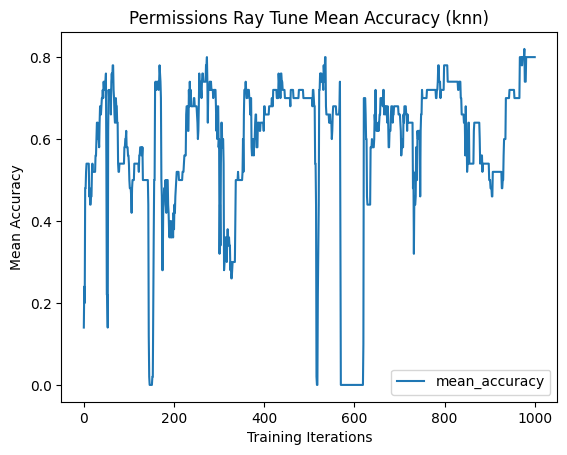 Permissions Ray Tune Mean Accuracy (knn)
Mean Accuracy
0.8
0.6
0.4
0.2
0.0
mean_accuracy
0 200 400 600 800 1000
Training Iterations